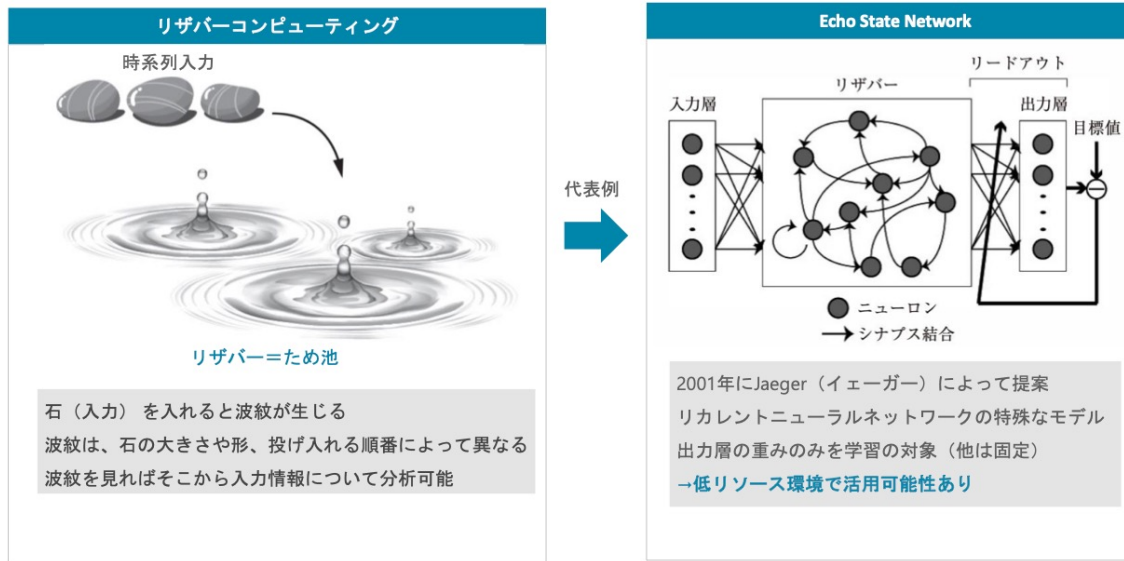 リザバーコンピューティング
時系列入力
リザバー＝ため池
石（入力） を入れると波紋が生じる
波紋は、石の大きさや形、投げ入れる順番によって異なる
波紋を見ればそこから入力情報について分析可能
代表例
Echo State Network
リードアウト
リザバー
入力層
出力層
目標値
ニューロン
シナプス結合
2001年にJaeger（イェーガー）によって提案
リカレントニューラルネットワークの特殊なモデル
出力層の重みのみを学習の対象（他は固定）
→低リソース環境で活用可能性あり